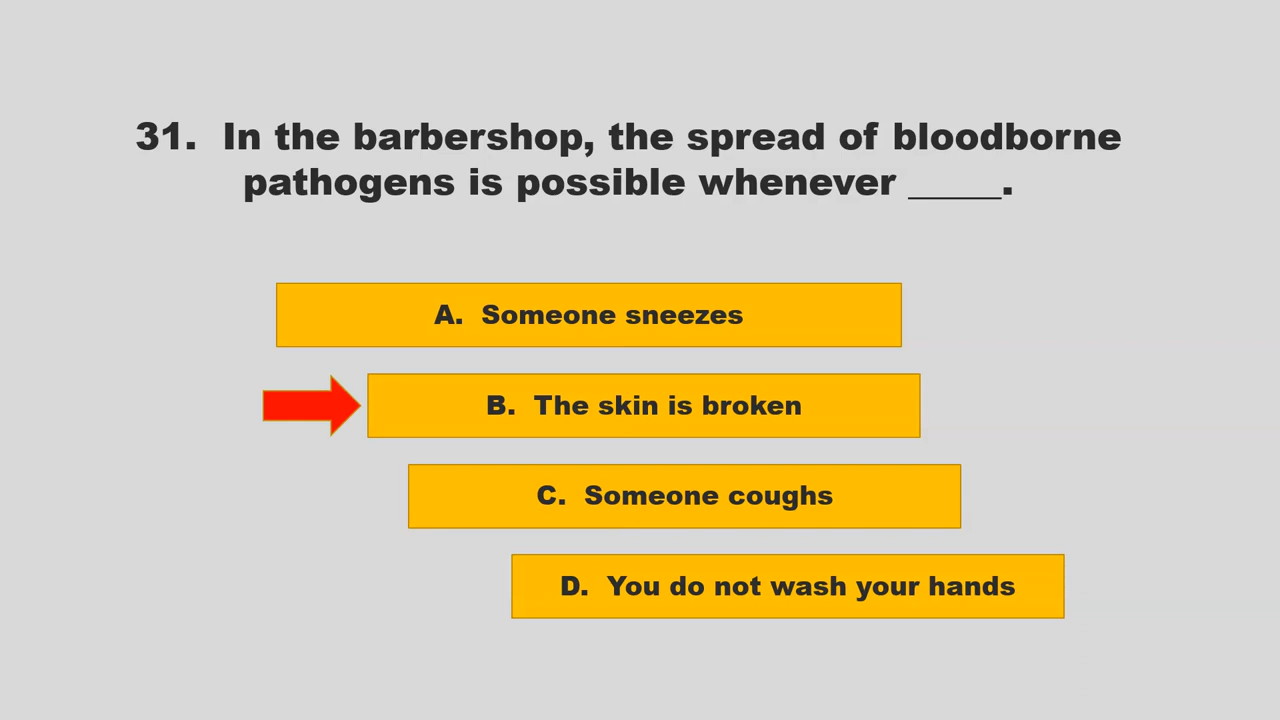 31.  In the barbershop, the spread of bloodborne
pathogens is possible whenever _____.
A.  Someone sneezes
B.  The skin is broken
C.  Someone coughs
D.  You do not wash your hands